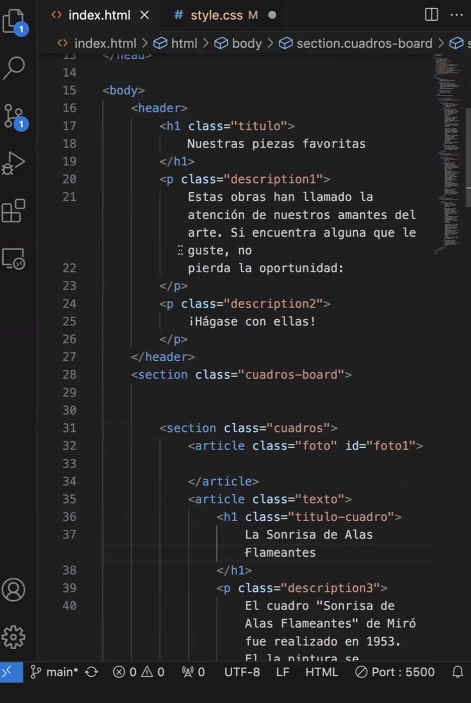 index.html
style.css M
index.html > html > body > section.cuadros-board >
13 </head>
14
15 <body>
16 <header>
17 <h1 class="titulo">
18 Nuestras piezas favoritas
19 </h1>
20 <p class="description1">
21 Estas obras han llamado la
atención de nuestros amantes del
arte. Si encuentra alguna que le
guste, no
22 pierda la oportunidad:
23 </p>
24 <p class="description2">
25 ¡Hágase con ellas!
26 </p>
27 </header>
28 <section class="cuadros-board">
29
30
31 <section class="cuadros">
32 <article class="foto" id="foto1">
33
34 </article>
35 <article class="texto">
36 <h1 class="titulo-cuadro">
37 La Sonrisa de Alas
Flameantes
38 </h1>
39 <p class="description3">
40 El cuadro "Sonrisa de
Alas Flameantes" de Miró
fue realizado en 1953.
El la pintura se
1
1
main* 0 0 0 UTF-8 LF HTML Port : 5500